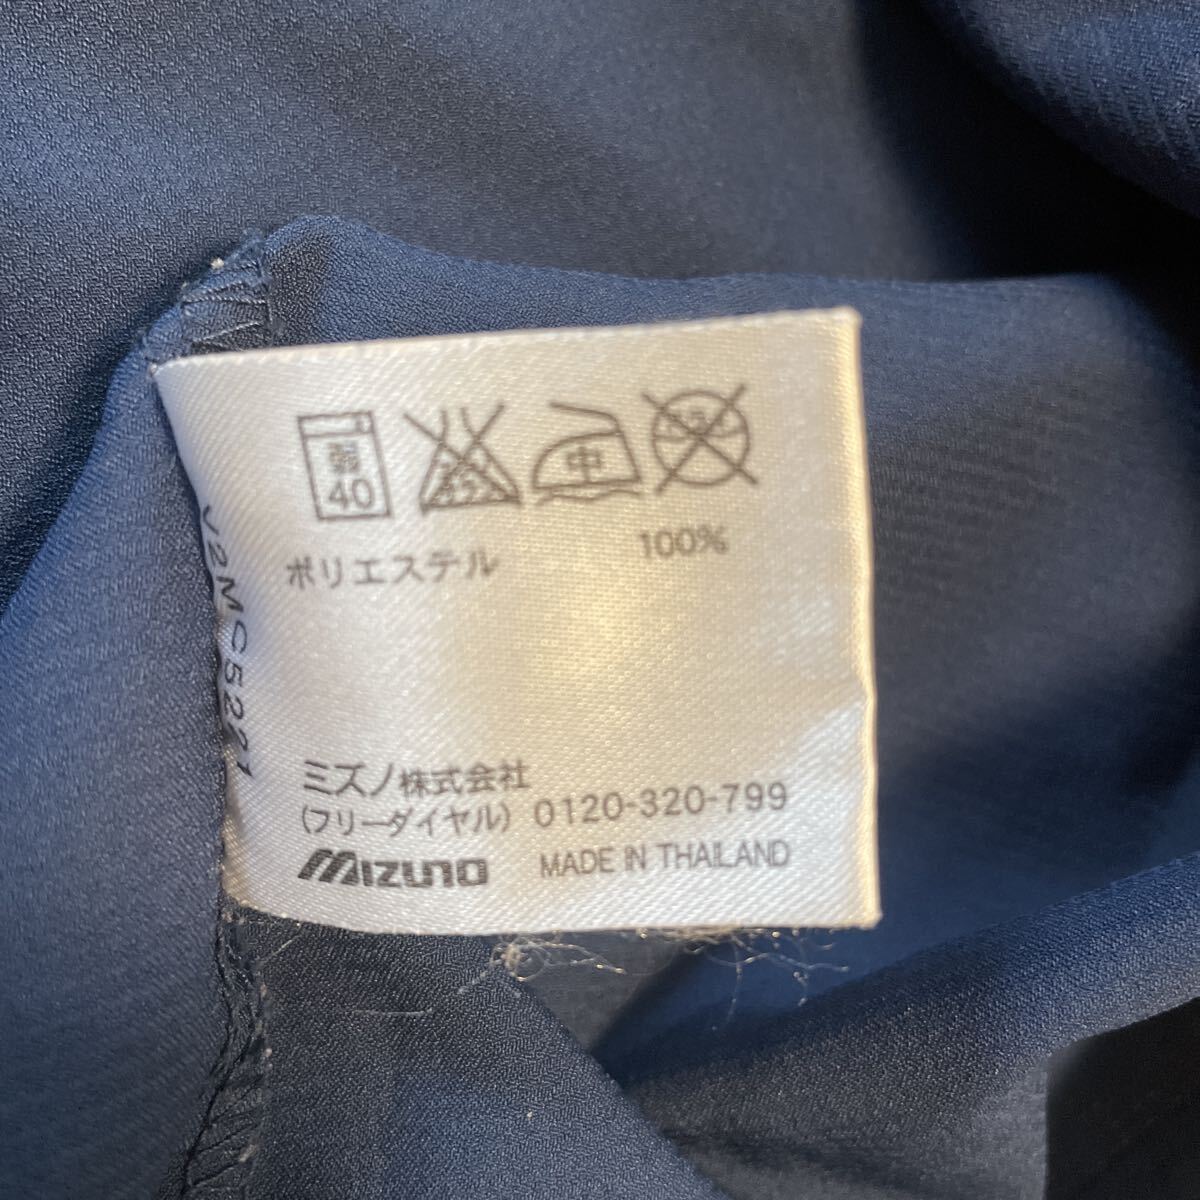 弱
40
中
ポリエステル 100%
V2MC5221
ミズノ株式会社
(フリーダイヤル) 0120-320-799
MIZUNO MADE IN THAILAND